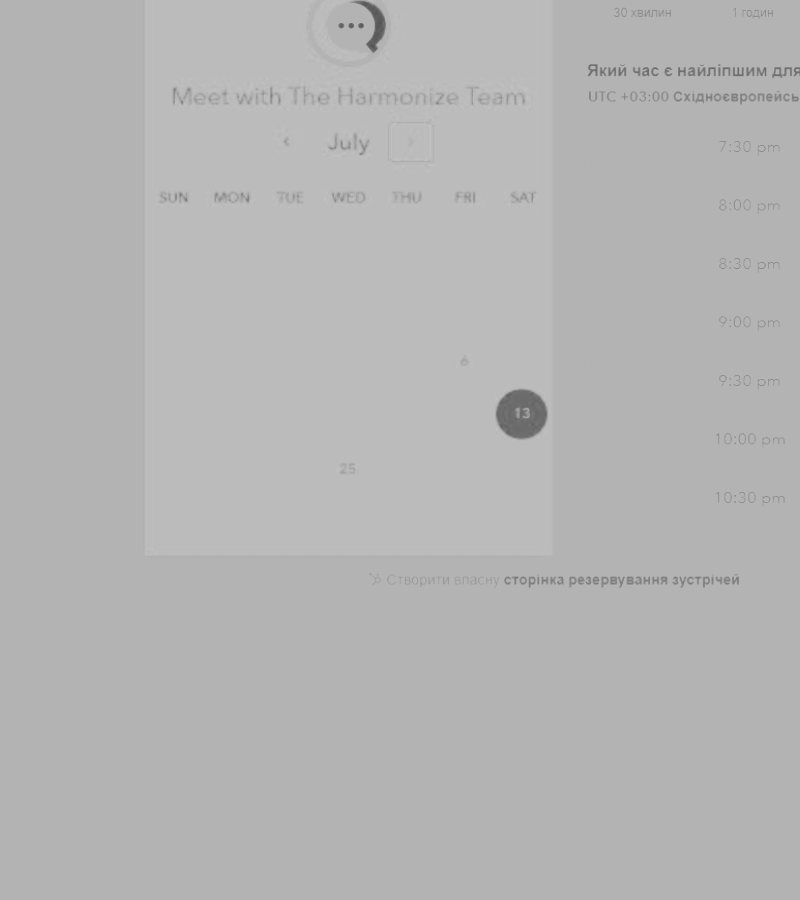 Meet with The Harmonize Team
‹ July ›
SUN MON TUE WED THU FRI SAT
6
13
25
30 хвилин 1 годин
Який час є найліпшим для
UTC +03:00 Східноєвропейсь
7:30 pm
8:00 pm
8:30 pm
9:00 pm
9:30 pm
10:00 pm
10:30 pm
Створити власну сторінка резервування зустрічей